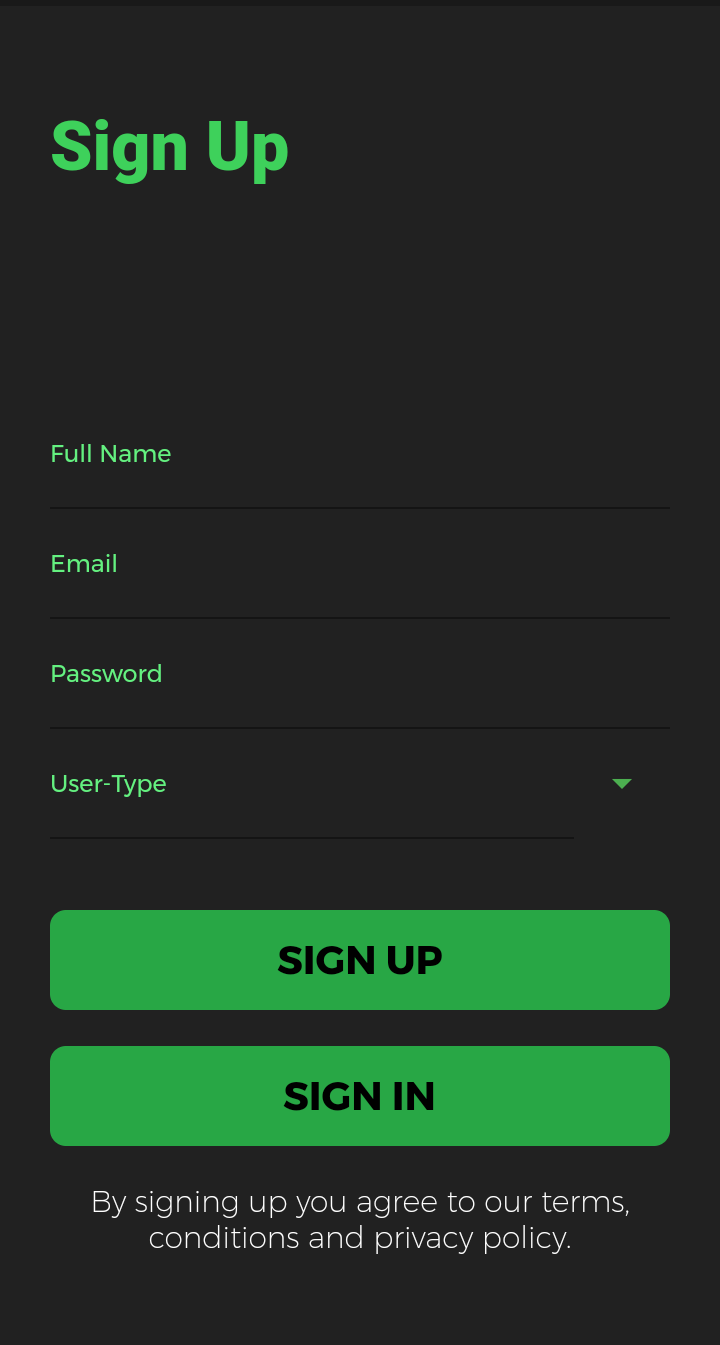 Sign Up
Full Name
Email
Password
User-Type
SIGN UP
SIGN IN
By signing up you agree to our terms,
conditions and privacy policy.